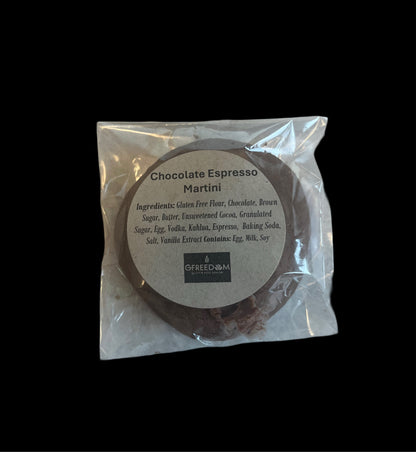 Chocolate Espresso
Martini
Ingredients: Gluten Free Flour, Chocolate, Brown
Sugar, Butter, Unsweetened Cocoa, Granulated
Sugar, Egg, Vodka, Kahlua, Espresso, Baking Soda,
Salt, Vanilla Extract Contains: Egg, Milk, Soy
GFREEDOM